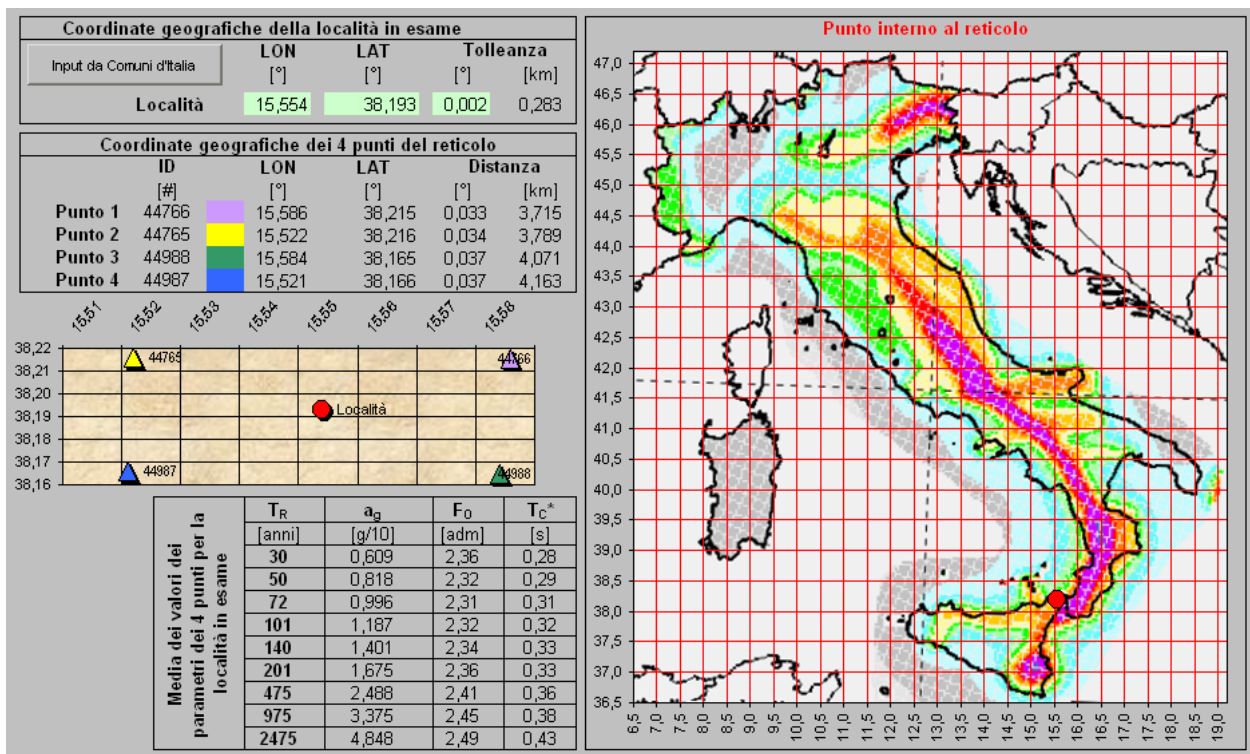 Coordinate geografiche della località in esame
Input da Comuni d'Italia
LON LAT Tolleanza
[°] [°] [°] [km]
Località 15,554 38,193 0,002 0,283
Coordinate geografiche dei 4 punti del reticolo
ID LON LAT Distanza
[#] [°] [°] [°] [km]
Punto 1 44766 15,586 38,215 0,033 3,715
Punto 2 44765 15,522 38,216 0,034 3,789
Punto 3 44988 15,584 38,165 0,037 4,071
Punto 4 44987 15,521 38,166 0,037 4,163
15,51 15,52 15,53 15,54 15,55 15,56 15,57 15,58
38,22
44765 44766
38,21
38,20
Località
38,19
38,18
38,17
44987 44988
38,16
Media dei valori dei parametri dei 4 punti per la località in esame
T_R a_g F_0 T_C*
[anni] [g/10] [adm] [s]
30 0,609 2,36 0,28
50 0,818 2,32 0,29
72 0,996 2,31 0,31
101 1,187 2,32 0,32
140 1,401 2,34 0,33
201 1,675 2,36 0,33
475 2,488 2,41 0,36
975 3,375 2,45 0,38
2475 4,848 2,49 0,43
Punto interno al reticolo
47,0
46,5
46,0
45,5
45,0
44,5
44,0
43,5
43,0
42,5
42,0
41,5
41,0
40,5
40,0
39,5
39,0
38,5
38,0
37,5
37,0
36,5
6,5 7,0 7,5 8,0 8,5 9,0 9,5 10,0 10,5 11,0 11,5 12,0 12,5 13,0 13,5 14,0 14,5 15,0 15,5 16,0 16,5 17,0 17,5 18,0 18,5 19,0